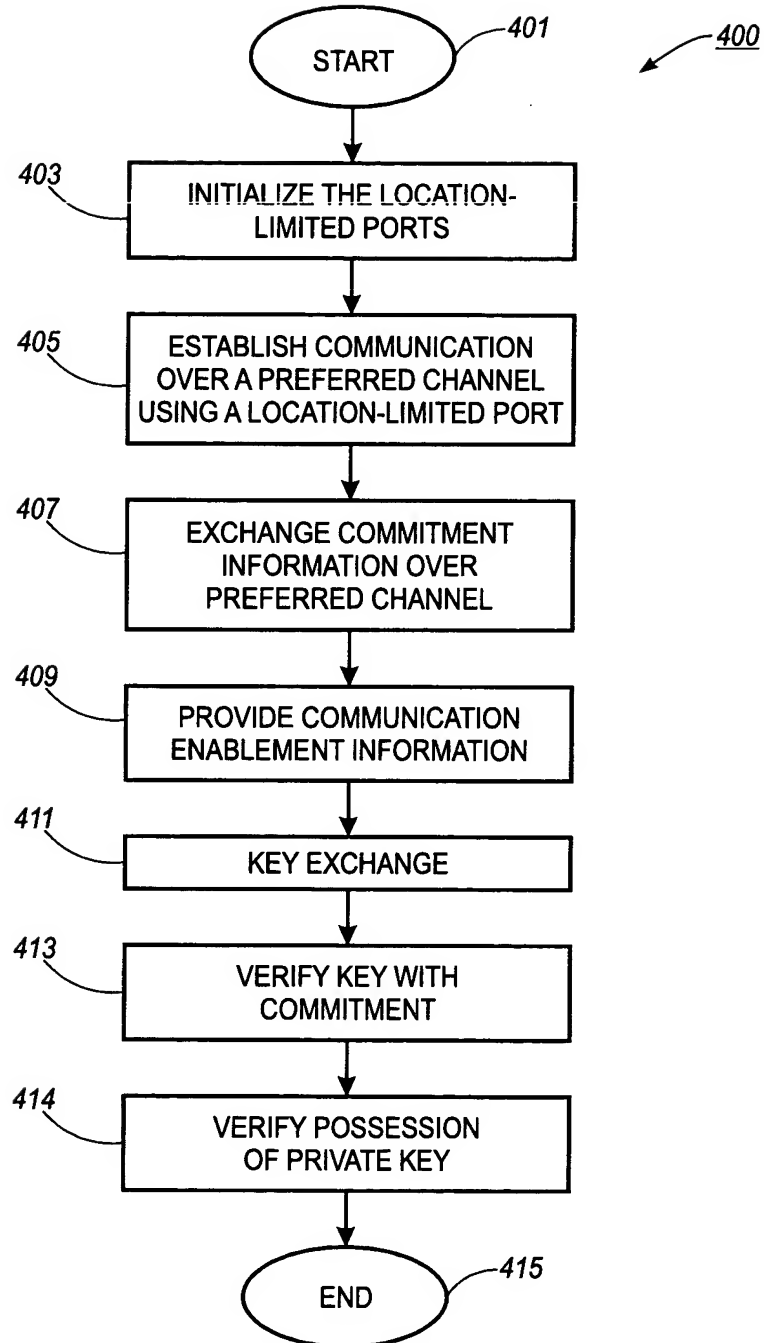 START
401
400
403
INITIALIZE THE LOCATION-
LIMITED PORTS
405
ESTABLISH COMMUNICATION
OVER A PREFERRED CHANNEL
USING A LOCATION-LIMITED PORT
407
EXCHANGE COMMITMENT
INFORMATION OVER
PREFERRED CHANNEL
409
PROVIDE COMMUNICATION
ENABLEMENT INFORMATION
411
KEY EXCHANGE
413
VERIFY KEY WITH
COMMITMENT
414
VERIFY POSSESSION
OF PRIVATE KEY
END
415